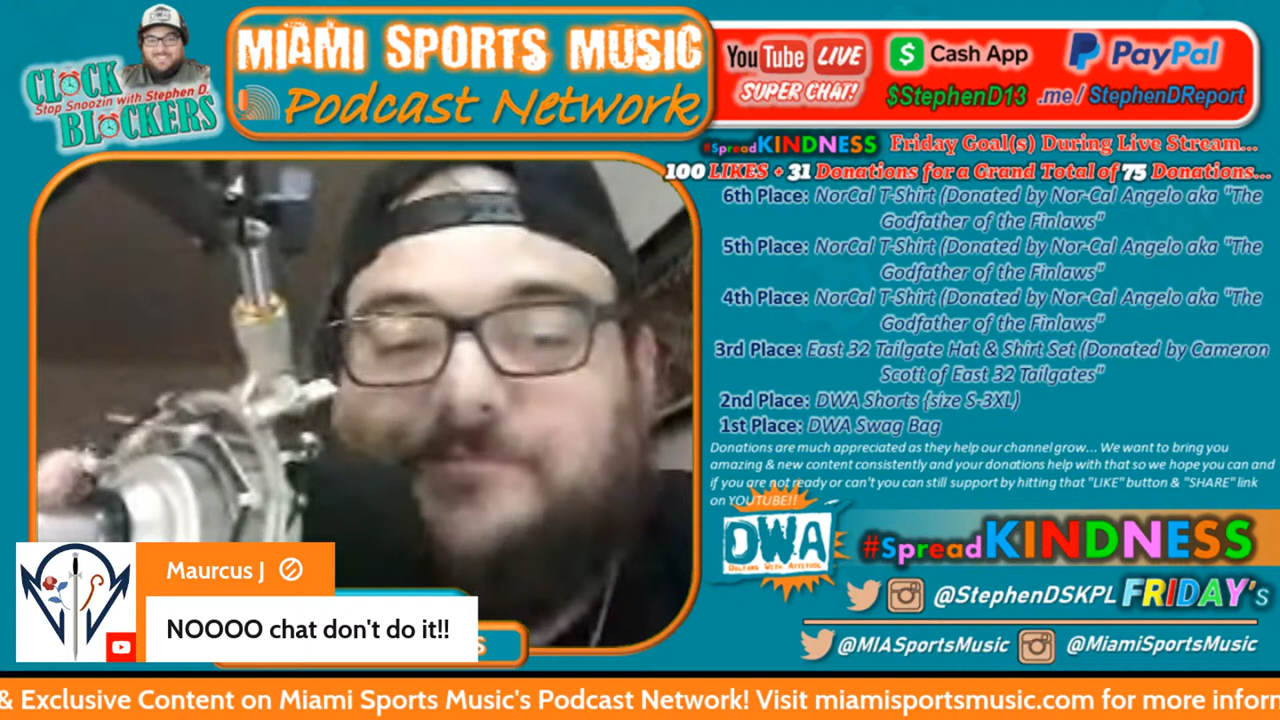 CLOCK
Stop Snoozin with Stephen D.
BLOCKERS
MiAMi SPORTS MUSIC
Podcast Network
YouTube LIVE
SUPER CHAT!
$ Cash App
$StephenD13
PayPal
.me/StephenDReport
#SpreadKINDNESS Friday Goal(s) During Live Stream...
100 LIKES + 31 Donations for a Grand Total of 75 Donations...
6th Place: NorCal T-Shirt (Donated by Nor-Cal Angelo aka "The
Godfather of the Finlaws"
5th Place: NorCal T-Shirt (Donated by Nor-Cal Angelo aka "The
Godfather of the Finlaws"
4th Place: NorCal T-Shirt (Donated by Nor-Cal Angelo aka "The
Godfather of the Finlaws"
3rd Place: East 32 Tailgate Hat & Shirt Set (Donated by Cameron
Scott of East 32 Tailgates"
2nd Place: DWA Shorts (size S-3XL)
1st Place: DWA Swag Bag
Donations are much appreciated as they help our channel grow... We want to bring you
amazing & new content consistently and your donations help with that so we hope you can and
if you are not ready or can't you can still support by hitting that "LIKE" button & "SHARE" link
on YOUTUBE!!
DWA
DOLFANS WITH ATTITUDE
#SpreadKINDNESS
@StephenDSKPL FRIDAY's
@MIASportsMusic @MiamiSportsMusic
Maurcus J
NOOOO chat don't do it!!
S
& Exclusive Content on Miami Sports Music's Podcast Network! Visit miamisportsmusic.com for more inforr